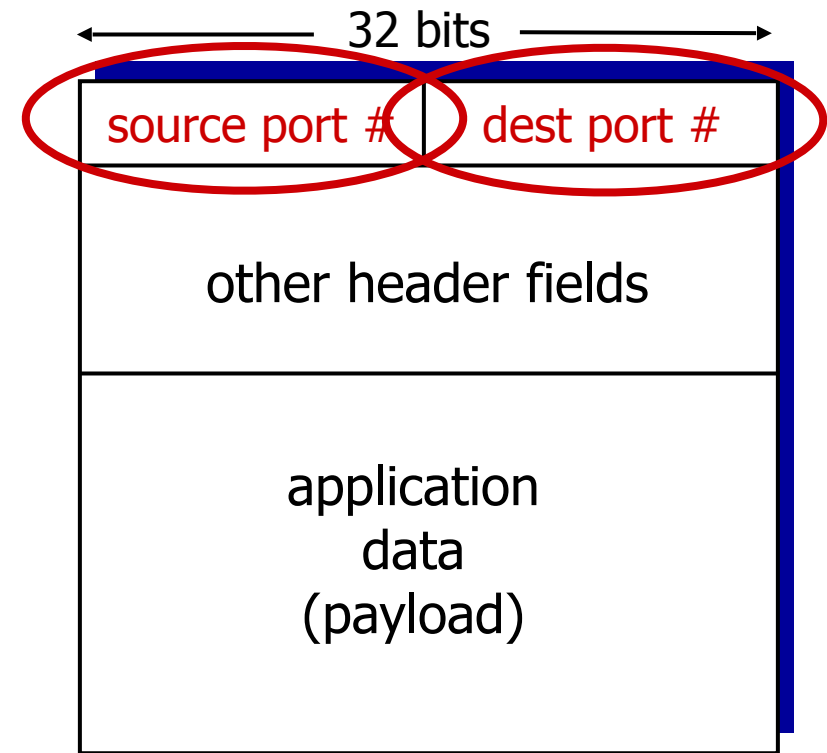 32 bits
source port # dest port #
other header fields
application
data
(payload)